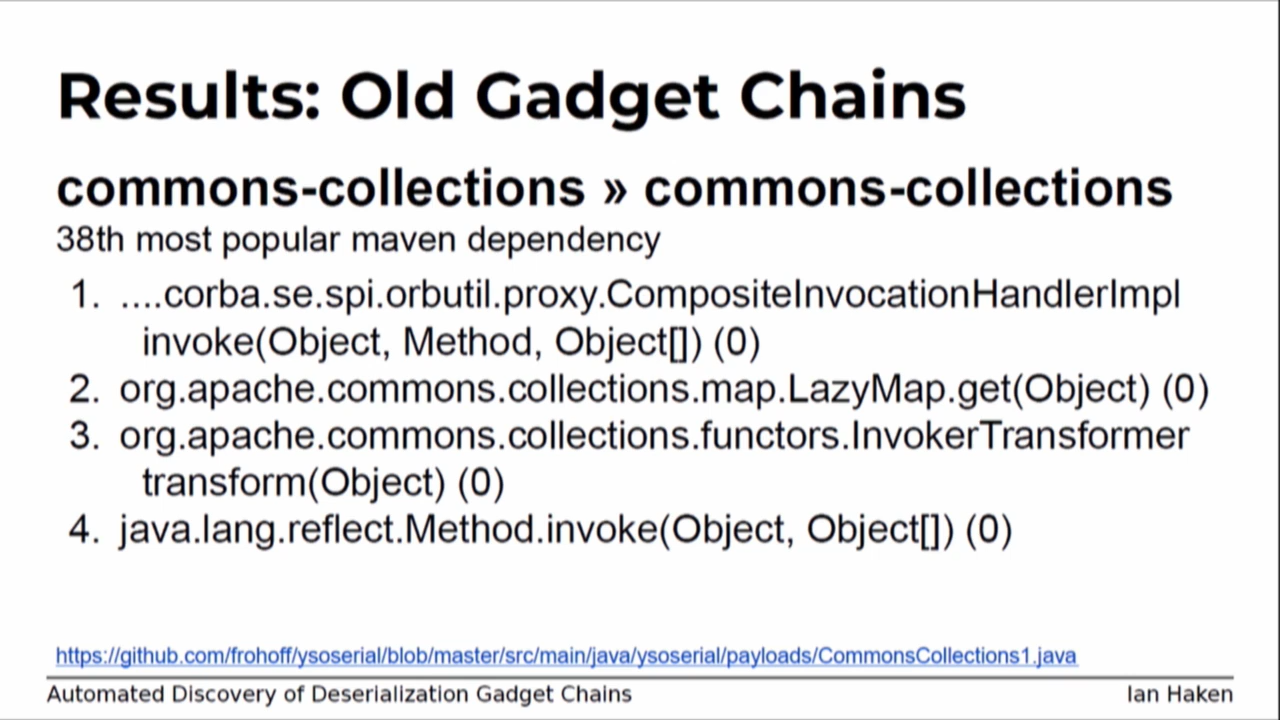 Results: Old Gadget Chains
commons-collections » commons-collections
38th most popular maven dependency
1. ....corba.se.spi.orbutil.proxy.CompositeInvocationHandlerImpl
invoke(Object, Method, Object[]) (0)
2. org.apache.commons.collections.map.LazyMap.get(Object) (0)
3. org.apache.commons.collections.functors.InvokerTransformer
transform(Object) (0)
4. java.lang.reflect.Method.invoke(Object, Object[]) (0)
https://github.com/frohoff/ysoserial/blob/master/src/main/java/ysoserial/payloads/CommonsCollections1.java
Automated Discovery of Deserialization Gadget Chains
Ian Haken